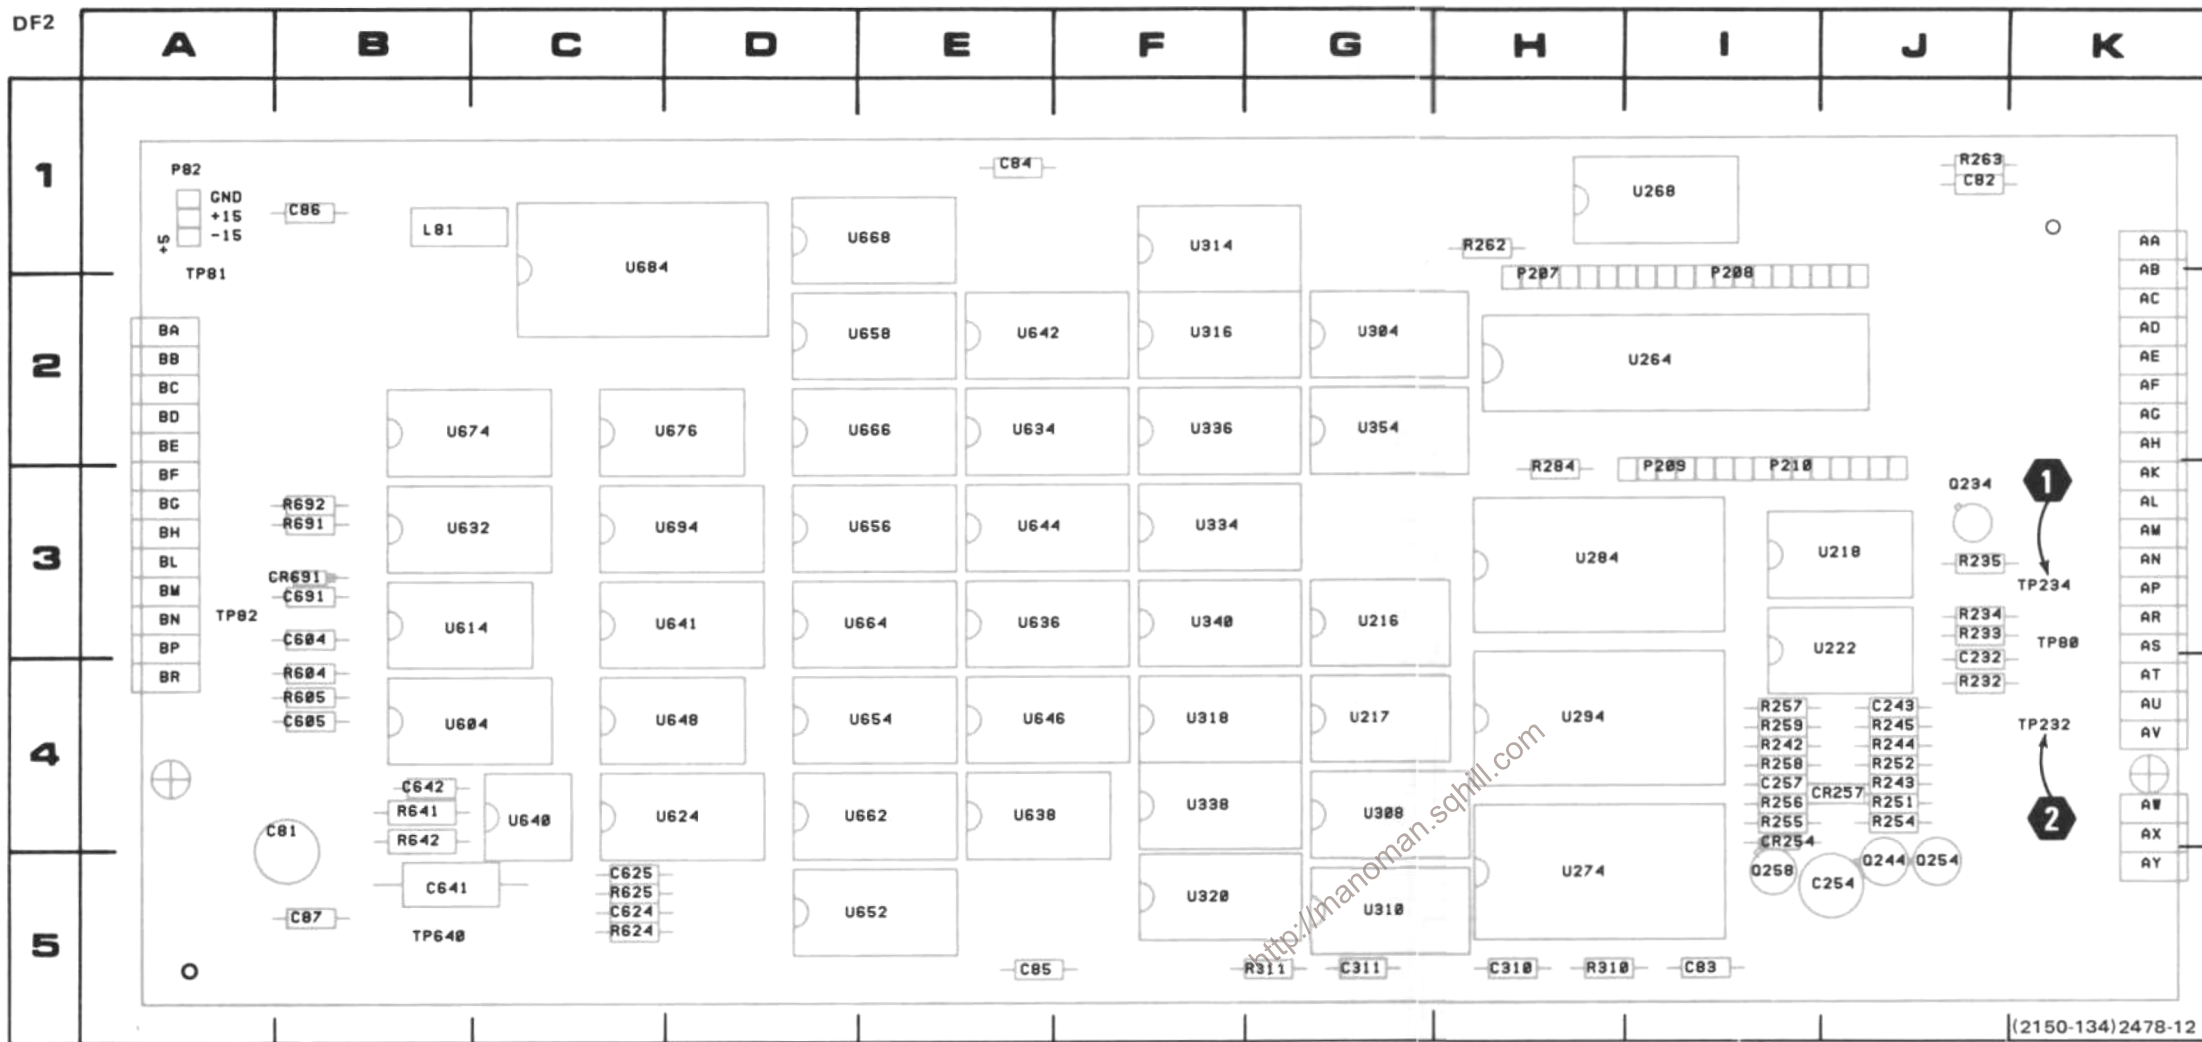 DF2
A B C D E F G H I J K
1
P82
GND
+15
-15
+5
TP81
C86
L81
U684
U668
C84
U314
R262
U268
R263
C82
P207 P208
2
U658 U642 U316 U304 U264
U674 U676 U666 U634 U336 U354
R284 P209 P210
BA
BB
BC
BD
BE
BF
BG
BH
BL
BM
BN
BP
BR
AA
AB
AC
AD
AE
AF
AG
AH
AK
AL
AM
AN
AP
AR
AS
AT
AU
AV
AW
AX
AY
3
R692
R691
CR691
C691
TP82
C604
U632 U694 U656 U644 U334 U284 U218
Q234
1
R235
TP234
U614 U641 U664 U636 U340 U216 U222
R234
R233
C232
R232
TP80
4
R604
R605
C605
U604 U648 U654 U646 U318 U217 U294
R257 C243
R259 R245
R242 R244
R258 R252
C257 R243
CR257
R256 R251
R255 R254
CR254
TP232
2
C642
R641
R642
C81
U640 U624 U662 U638 U338 U308
5
C641
C87
TP640
C625
R625
C624
R624
U652 U320 U310 U274
Q258 C254 Q244 Q254
C85 R311 C311 C310 R310 C83
http://manoman.sqhill.com
(2150-134)2478-12